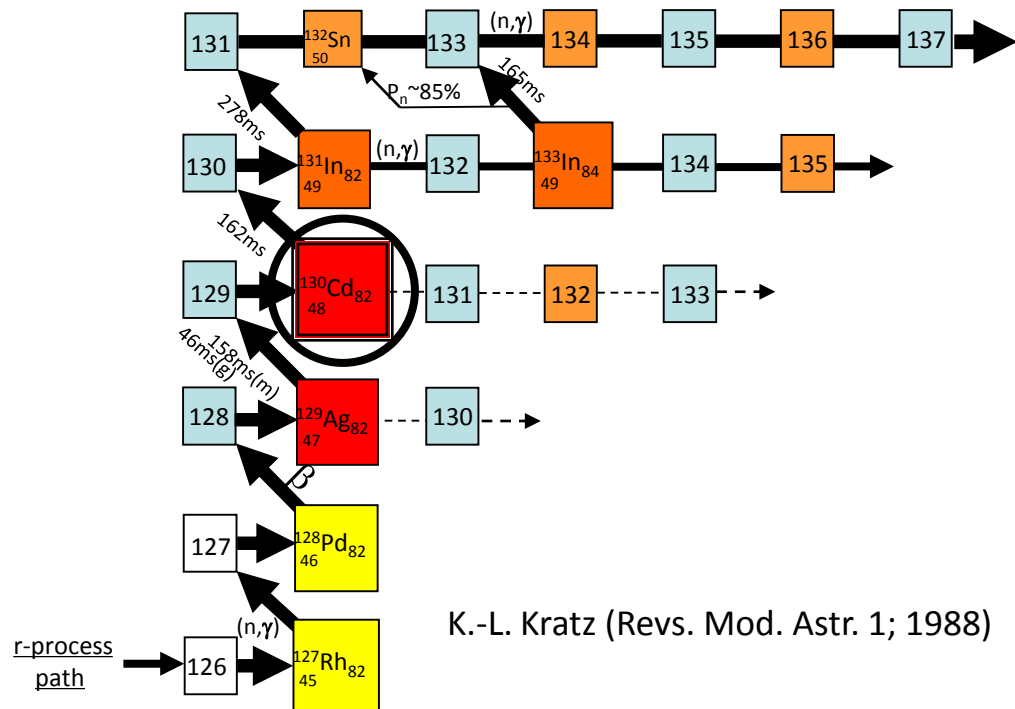 131 ¹³²Sn 133 (n,γ) 134 135 136 137
50
Pₙ~85% 165ms
278ms
130 ¹³¹In₈₂ (n,γ) 132 ¹³³In₈₄ 134 135
49 49
162ms
129 ¹³⁰Cd₈₂ 131 132 133
48
158ms(m)
46ms(g)
128 ¹²⁹Ag₈₂ 130
47
β
127 ¹²⁸Pd₈₂
46
(n,γ)
K.-L. Kratz (Revs. Mod. Astr. 1; 1988)
r-process
path
126 ¹²⁷Rh₈₂
45